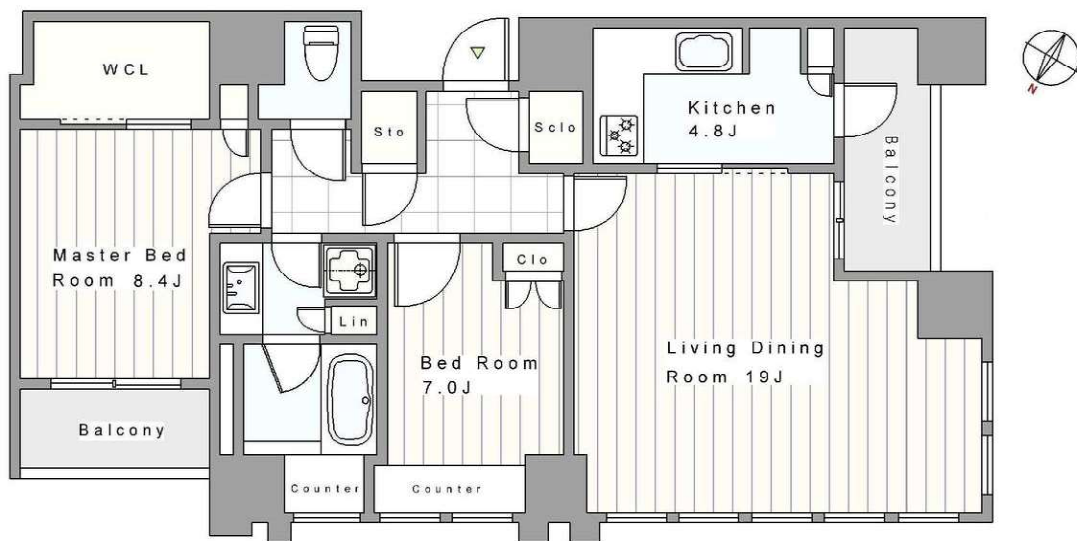 WCL
Sto
Sclo
Kitchen
4.8J
Balcony
N
Master Bed
Room 8.4J
Clo
Lin
Bed Room
7.0J
Living Dining
Room 19J
Balcony
Counter
Counter